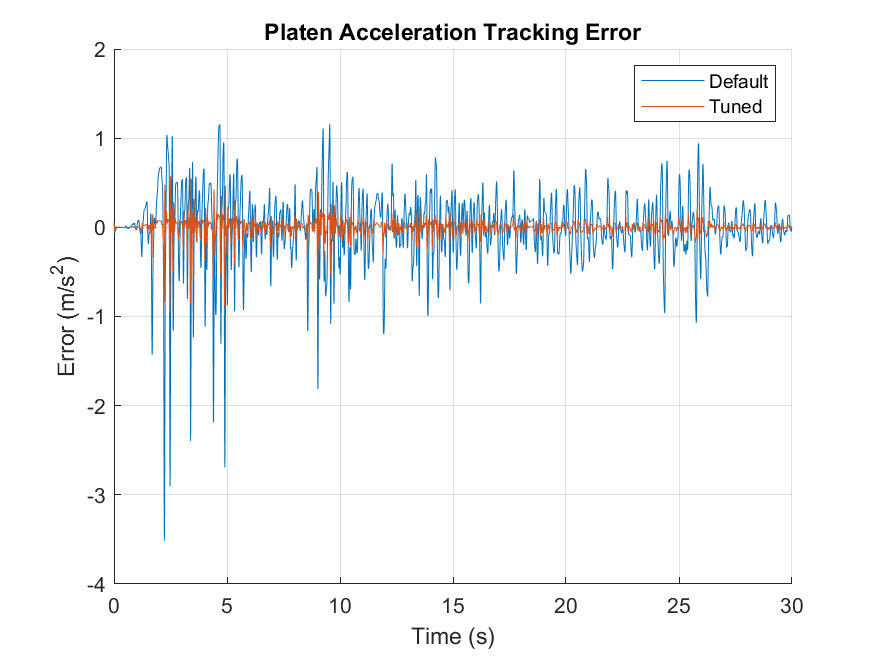 Platen Acceleration Tracking Error
Default
Tuned
2
1
0
-1
-2
-3
-4
Error (m/s²)
0 5 10 15 20 25 30
Time (s)